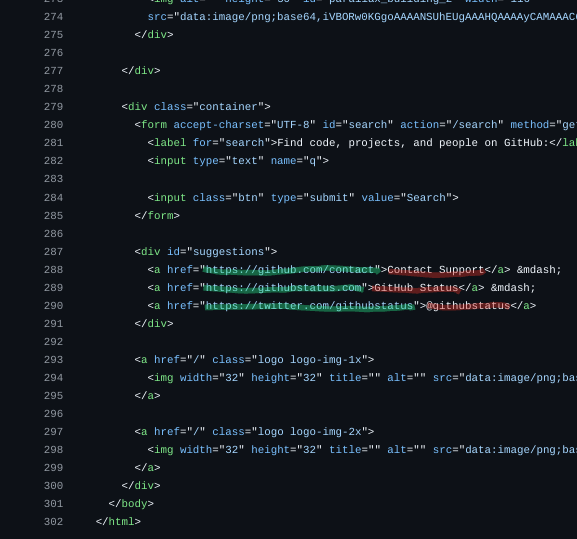 274 src="data:image/png;base64,iVBORw0KGgoAAAANSUhEUgAAAHQAAAAyCAMAAAC
275 </div>
276
277 </div>
278
279 <div class="container">
280 <form accept-charset="UTF-8" id="search" action="/search" method="get
281 <label for="search">Find code, projects, and people on GitHub:</lab
282 <input type="text" name="q">
283
284 <input class="btn" type="submit" value="Search">
285 </form>
286
287 <div id="suggestions">
288 <a href="https://github.com/contact">Contact Support</a> &mdash;
289 <a href="https://githubstatus.com">GitHub Status</a> &mdash;
290 <a href="https://twitter.com/githubstatus">@githubstatus</a>
291 </div>
292
293 <a href="/" class="logo logo-img-1x">
294 <img width="32" height="32" title="" alt="" src="data:image/png;bas
295 </a>
296
297 <a href="/" class="logo logo-img-2x">
298 <img width="32" height="32" title="" alt="" src="data:image/png;bas
299 </a>
300 </div>
301 </body>
302 </html>